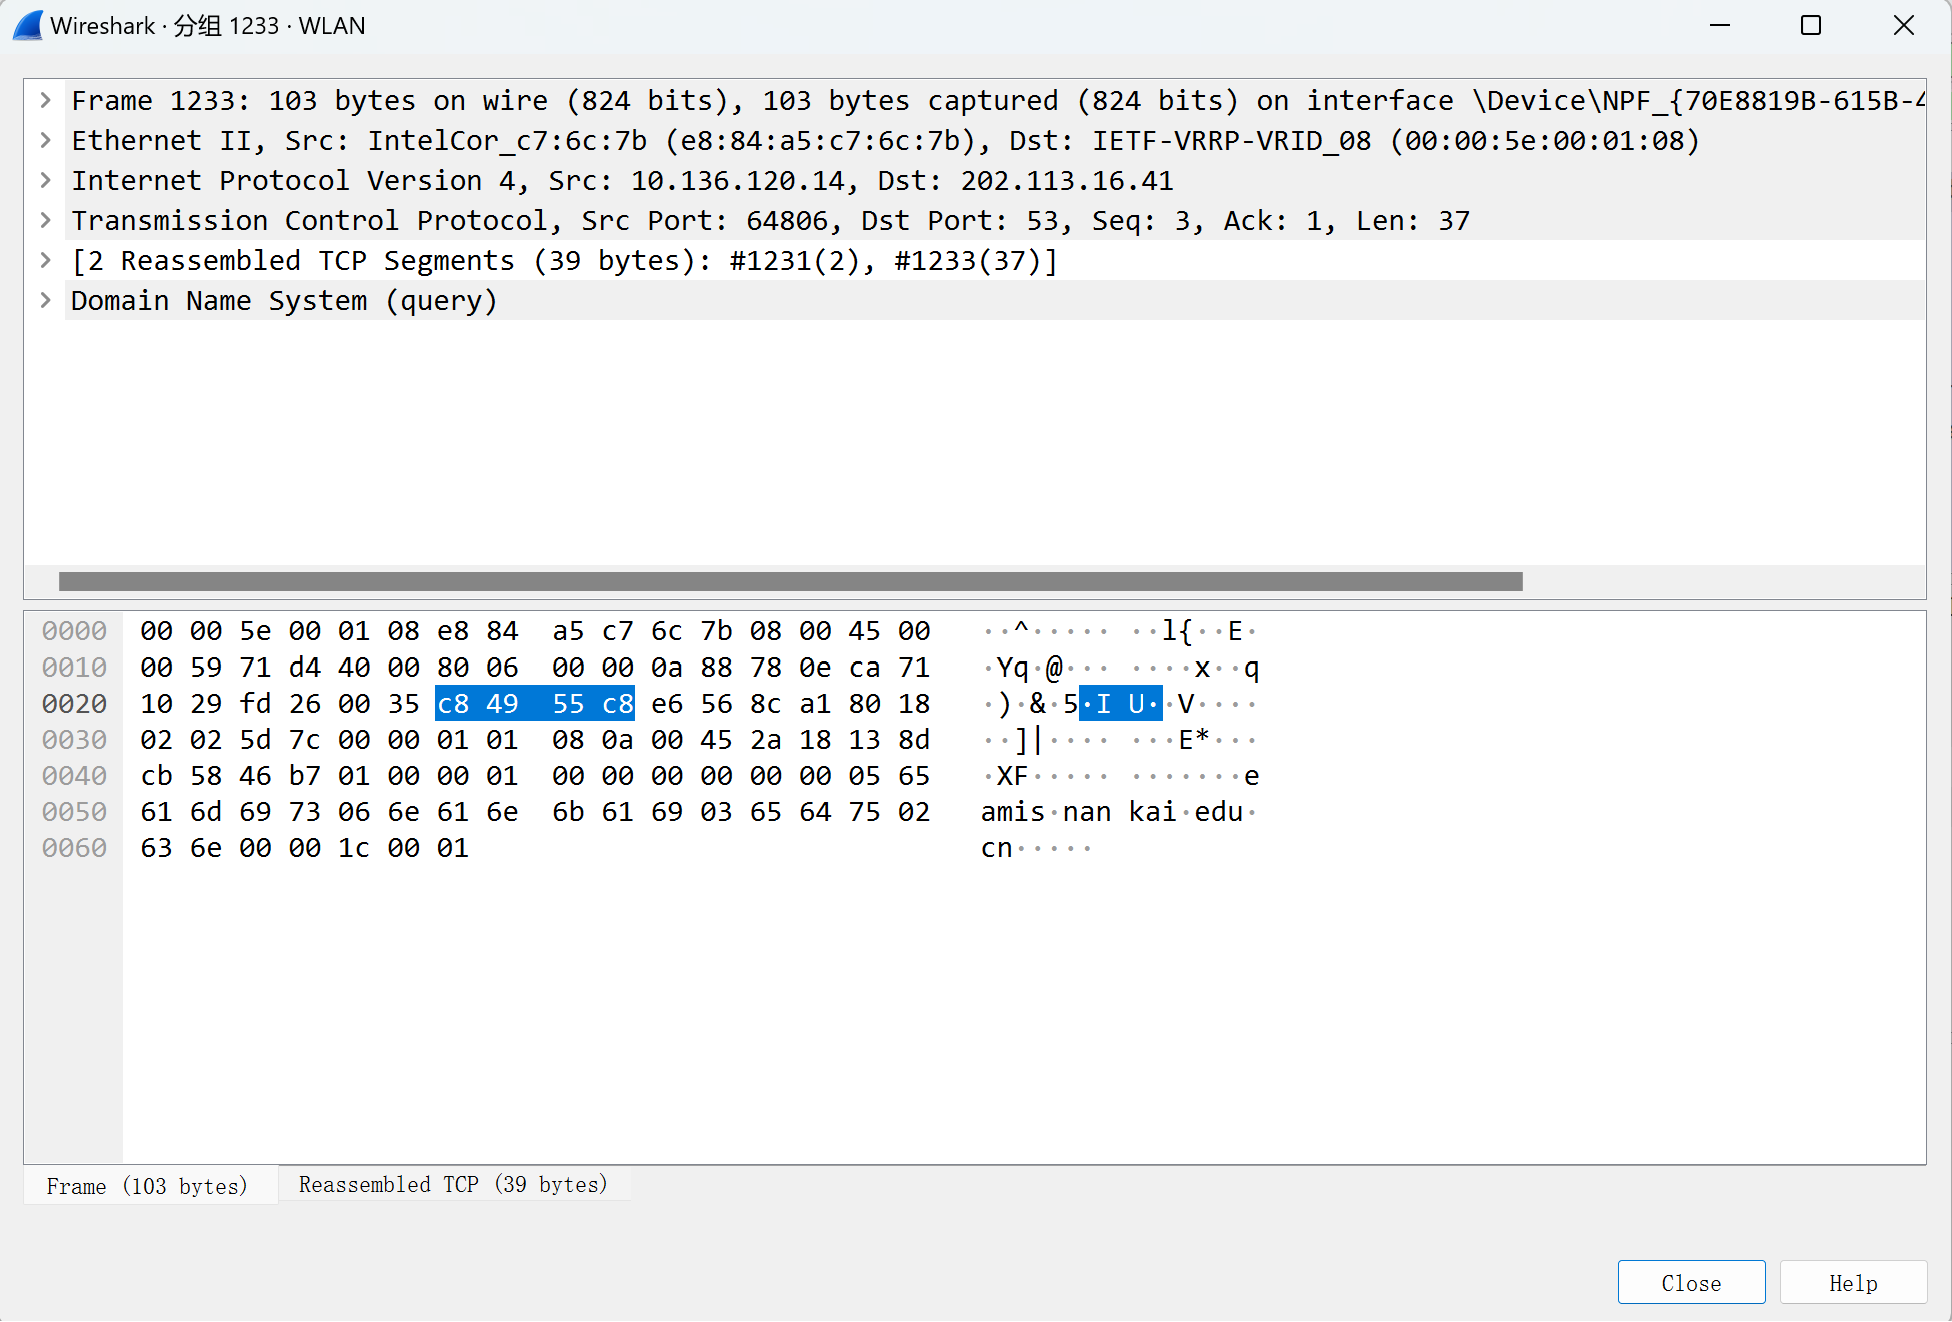 Wireshark · 分组 1233 · WLAN
Frame 1233: 103 bytes on wire (824 bits), 103 bytes captured (824 bits) on interface \Device\NPF_{70E8819B-615B-4
Ethernet II, Src: IntelCor_c7:6c:7b (e8:84:a5:c7:6c:7b), Dst: IETF-VRRP-VRID_08 (00:00:5e:00:01:08)
Internet Protocol Version 4, Src: 10.136.120.14, Dst: 202.113.16.41
Transmission Control Protocol, Src Port: 64806, Dst Port: 53, Seq: 3, Ack: 1, Len: 37
[2 Reassembled TCP Segments (39 bytes): #1231(2), #1233(37)]
Domain Name System (query)
0000 00 00 5e 00 01 08 e8 84 a5 c7 6c 7b 08 00 45 00 ··^····· ··l{··E·
0010 00 59 71 d4 40 00 80 06 00 00 0a 88 78 0e ca 71 ·Yq·@··· ····x··q
0020 10 29 fd 26 00 35 c8 49 55 c8 e6 56 8c a1 80 18 ·)·&·5·I U··V····
0030 02 02 5d 7c 00 00 01 01 08 0a 00 45 2a 18 13 8d ··]|···· ···E*···
0040 cb 58 46 b7 01 00 00 01 00 00 00 00 00 00 05 65 ·XF····· ·······e
0050 61 6d 69 73 06 6e 61 6e 6b 61 69 03 65 64 75 02 amis·nan kai·edu·
0060 63 6e 00 00 1c 00 01 cn·····
Frame (103 bytes) Reassembled TCP (39 bytes)
Close Help